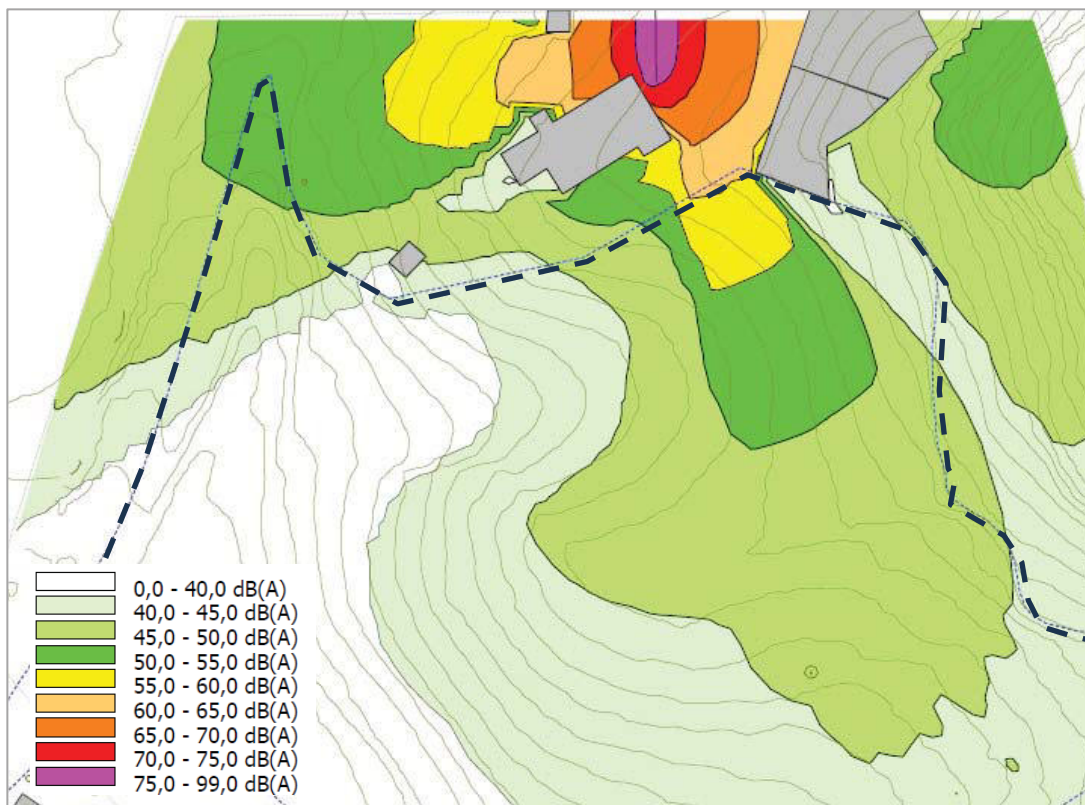 0,0 - 40,0 dB(A)
40,0 - 45,0 dB(A)
45,0 - 50,0 dB(A)
50,0 - 55,0 dB(A)
55,0 - 60,0 dB(A)
60,0 - 65,0 dB(A)
65,0 - 70,0 dB(A)
70,0 - 75,0 dB(A)
75,0 - 99,0 dB(A)